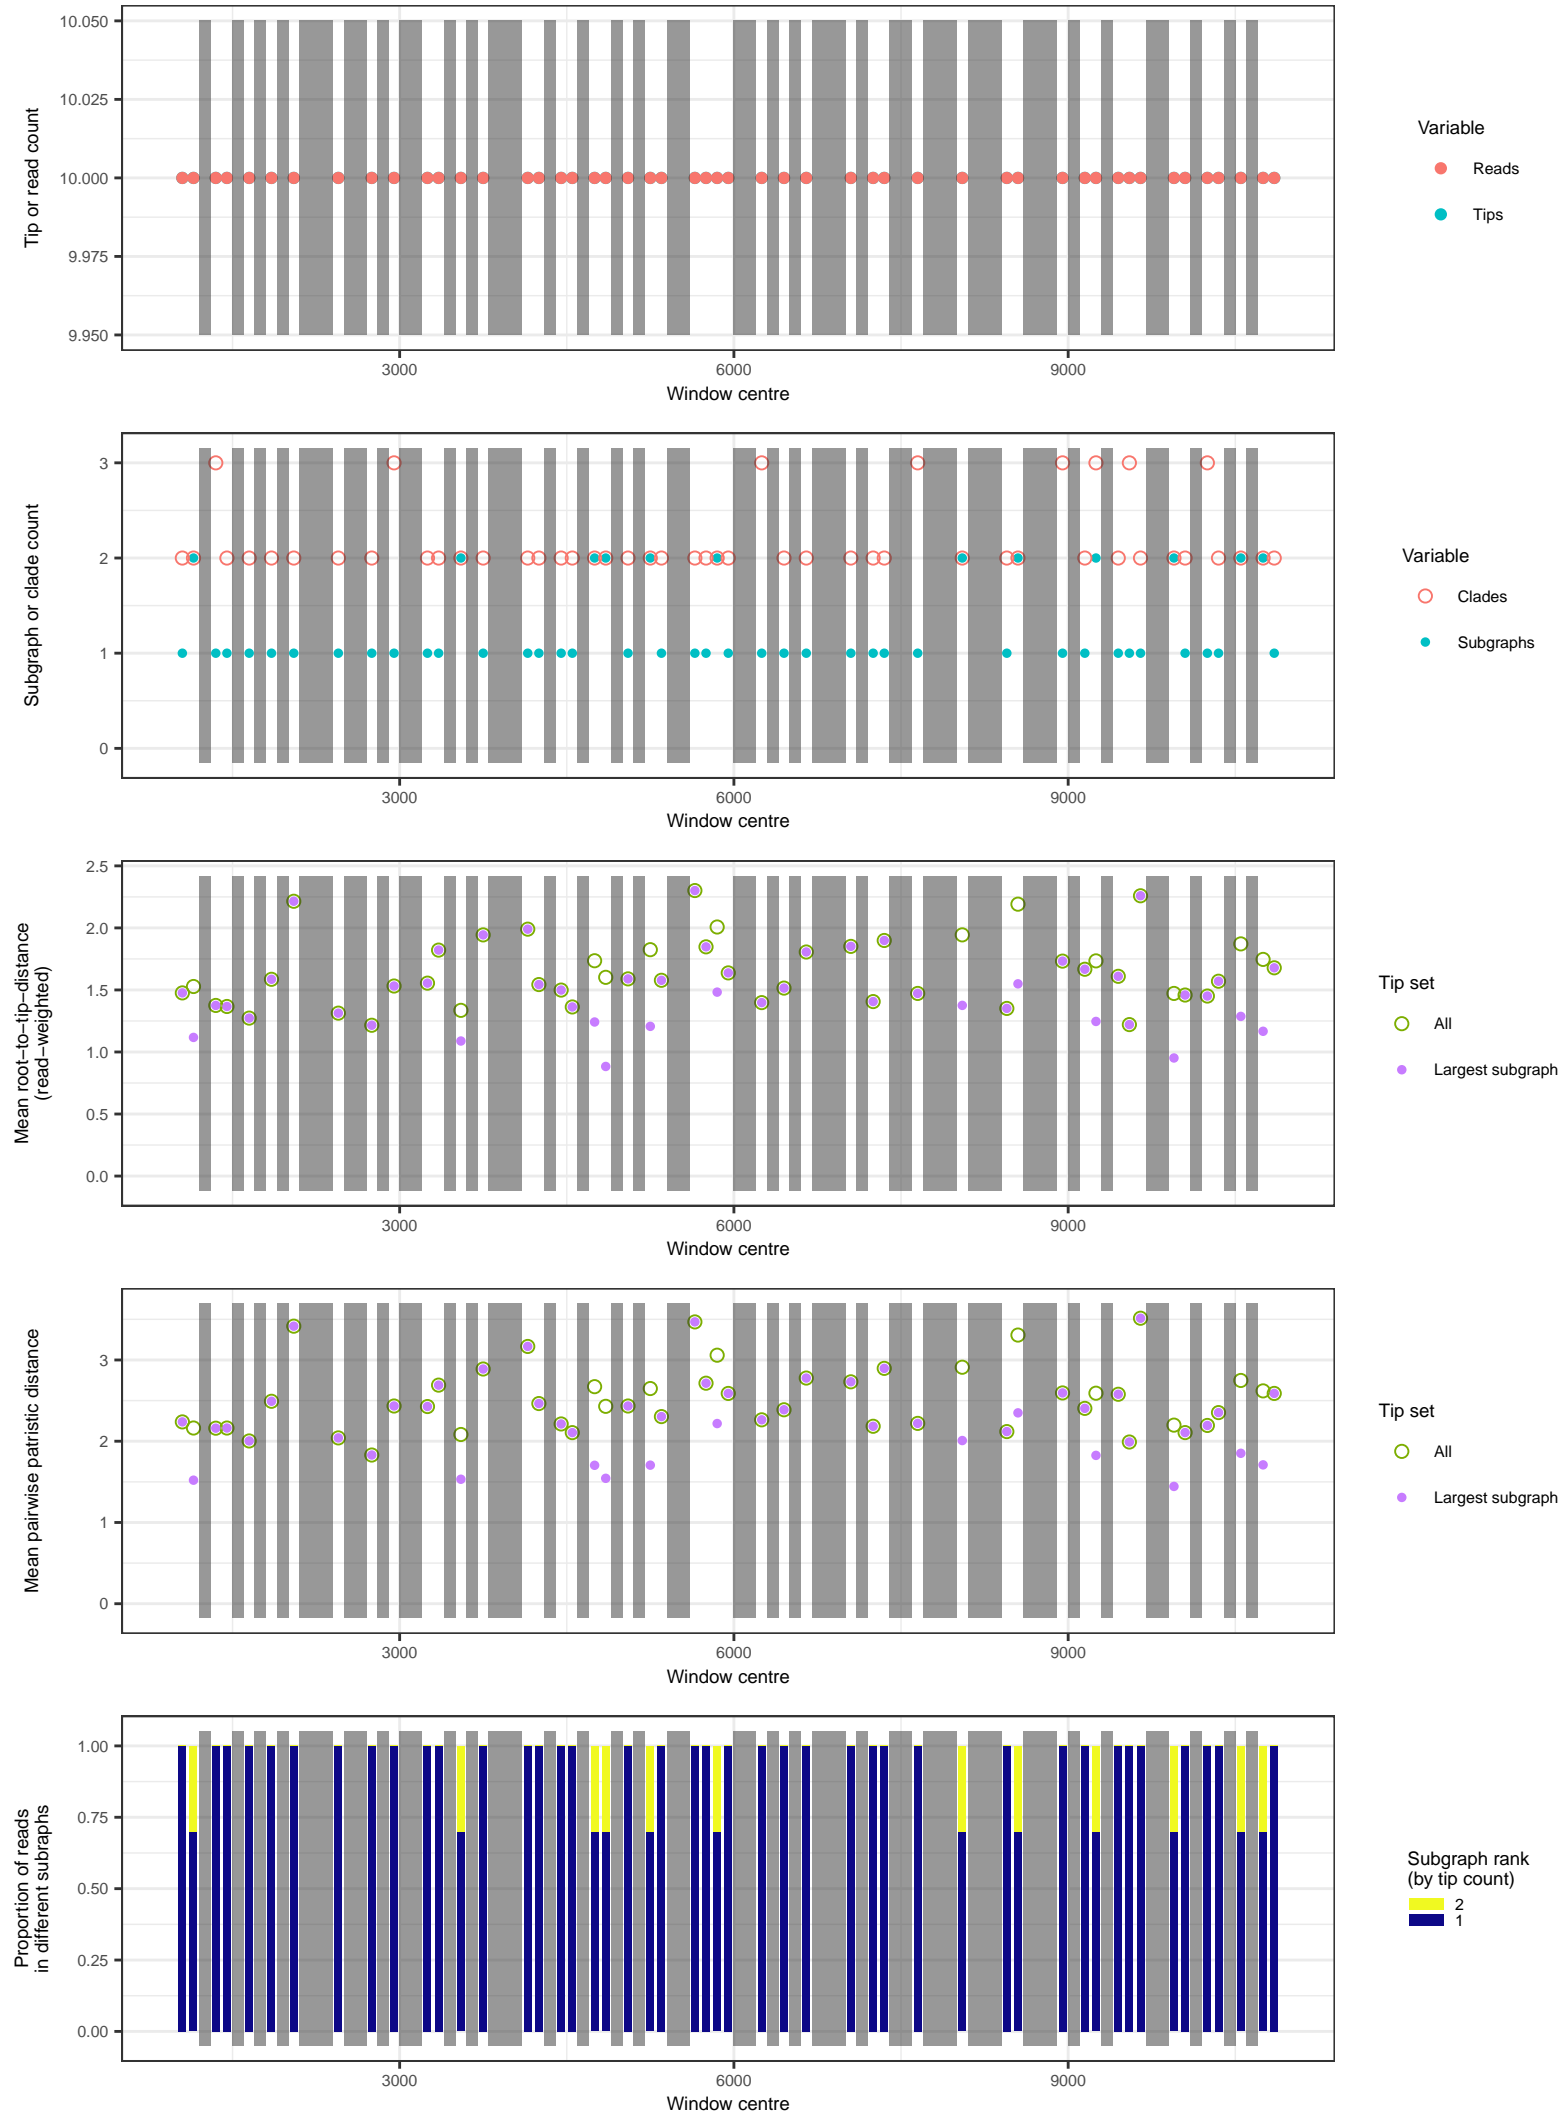 10.050
10.025
10.000
9.975
9.950
Tip or read count
3000 6000 9000
Window centre
Variable
Reads
Tips
3
2
1
0
Subgraph or clade count
3000 6000 9000
Window centre
Variable
Clades
Subgraphs
2.5
2.0
1.5
1.0
0.5
0.0
Mean root−to−tip−distance
(read−weighted)
3000 6000 9000
Window centre
Tip set
All
Largest subgraph
3
2
1
0
Mean pairwise patristic distance
3000 6000 9000
Window centre
Tip set
All
Largest subgraph
1.00
0.75
0.50
0.25
0.00
Proportion of reads
in different subraphs
3000 6000 9000
Window centre
Subgraph rank
(by tip count)
2
1